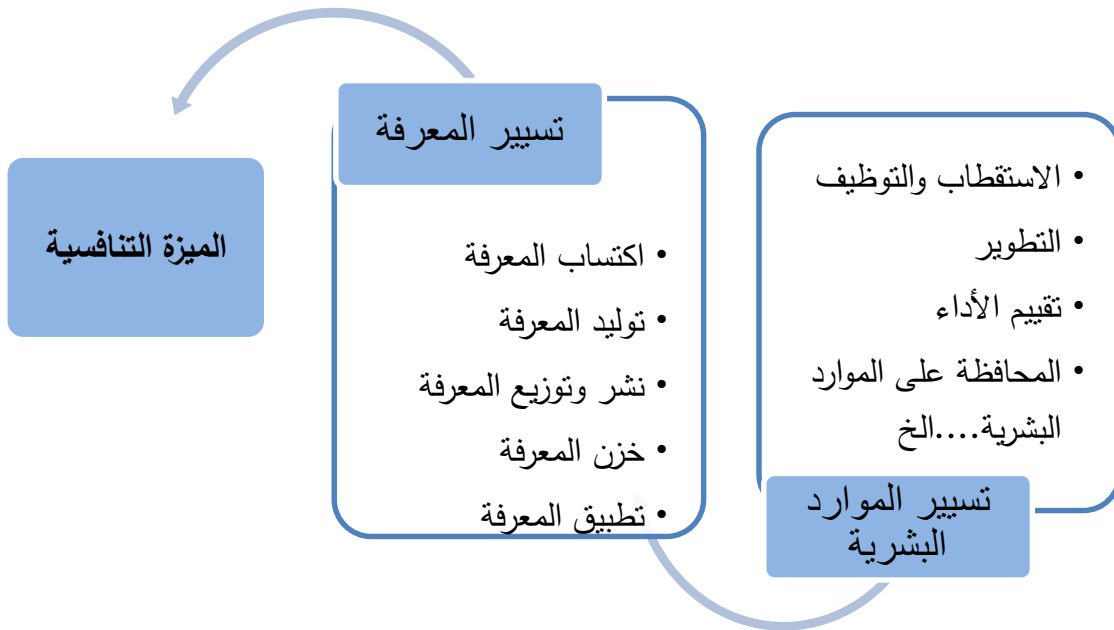 • الاستقطاب والتوظيف
• التطوير
• تقييم الأداء
• المحافظة على الموارد
البشرية....الخ
تسيير الموارد
البشرية
تسيير المعرفة
• اكتساب المعرفة
• توليد المعرفة
• نشر وتوزيع المعرفة
• خزن المعرفة
• تطبيق المعرفة
الميزة التنافسية